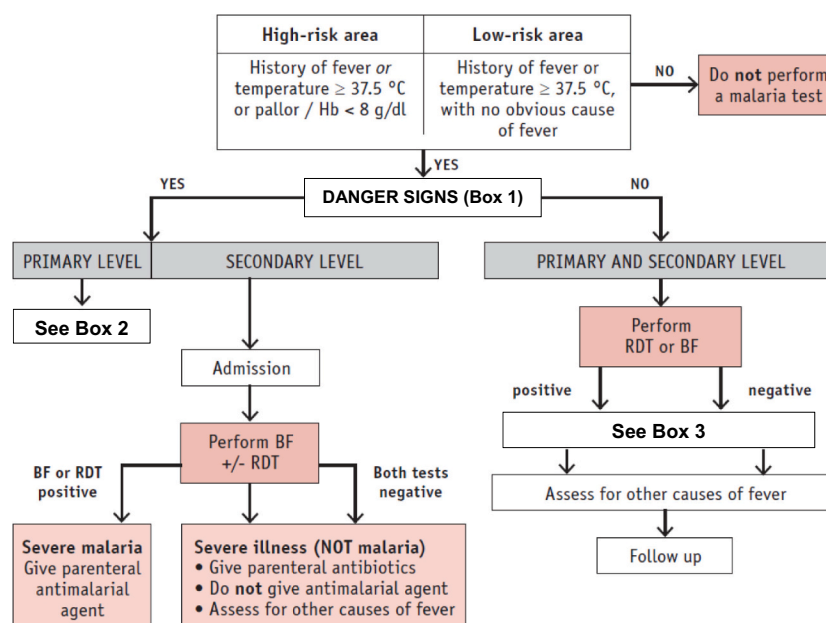 High-risk area
History of fever or
temperature ≥ 37.5 °C
or pallor / Hb < 8 g/dl
Low-risk area
History of fever or
temperature ≥ 37.5 °C,
with no obvious cause
of fever
NO
Do not perform
a malaria test
YES
DANGER SIGNS (Box 1)
YES
NO
PRIMARY LEVEL
SECONDARY LEVEL
PRIMARY AND SECONDARY LEVEL
See Box 2
Admission
Perform BF
+/- RDT
BF or RDT
positive
Both tests
negative
Severe malaria
Give parenteral
antimalarial
agent
Severe illness (NOT malaria)
• Give parenteral antibiotics
• Do not give antimalarial agent
• Assess for other causes of fever
Perform
RDT or BF
positive
negative
See Box 3
Assess for other causes of fever
Follow up